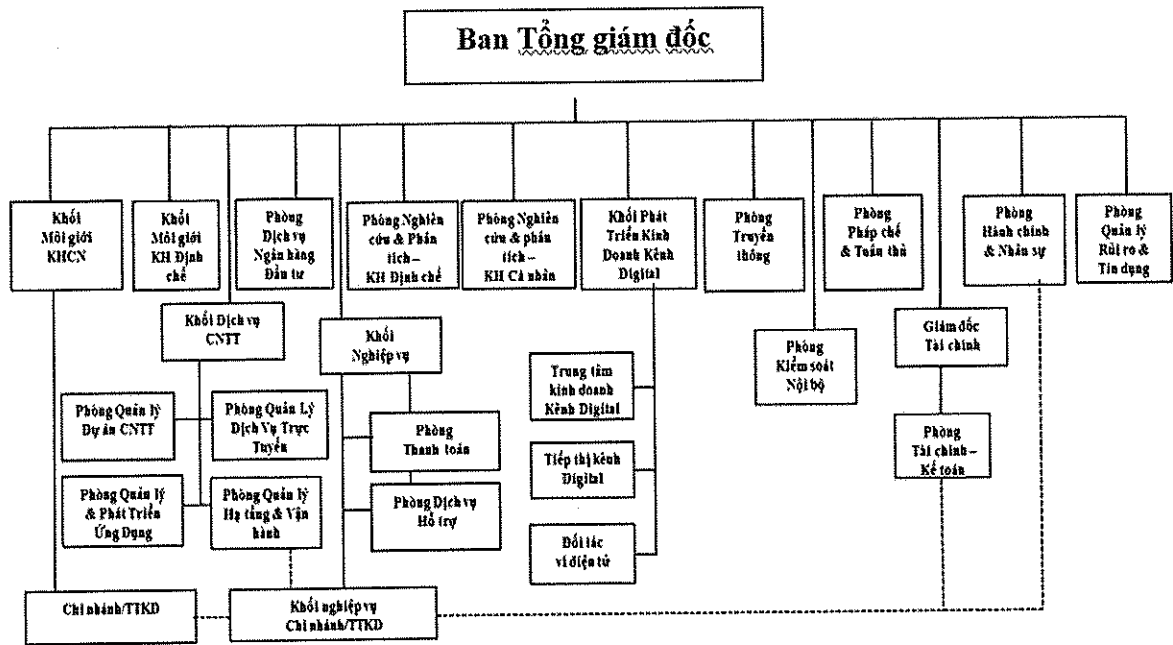 Ban Tổng giám đốc
Khối
Môi giới
KHCN
Khối
Môi giới
KH Định
chế
Phòng
Dịch vụ
Ngân hàng
Đầu tư
Phòng Nghiên
cứu & Phân
tích –
KH Định chế
Phòng Nghiên
cứu & phân
tích –
KH Cá nhân
Khối Phát
Triển Kinh
Doanh Kênh
Digital
Phòng
Truyền
thông
Phòng
Pháp chế
& Tuân thủ
Phòng
Hành chính
& Nhân sự
Phòng
Quản lý
Rủi ro &
Tín dụng
Khối Dịch vụ
CNTT
Khối
Nghiệp vụ
Phòng
Kiểm soát
Nội bộ
Giám đốc
Tài chính
Trung tâm
kinh doanh
Kênh Digital
Phòng Quản lý
Dự án CNTT
Phòng Quản Lý
Dịch Vụ Trực
Tuyến
Phòng
Thanh toán
Phòng
Tài chính –
Kế toán
Tiếp thị kênh
Digital
Phòng Quản lý
& Phát Triển
Ứng Dụng
Phòng Quản lý
Hạ tầng & Vận
hành
Phòng Dịch vụ
Hỗ trợ
Đối tác
ví điện tử
Chi nhánh/TTKD
Khối nghiệp vụ
Chi nhánh/TTKD